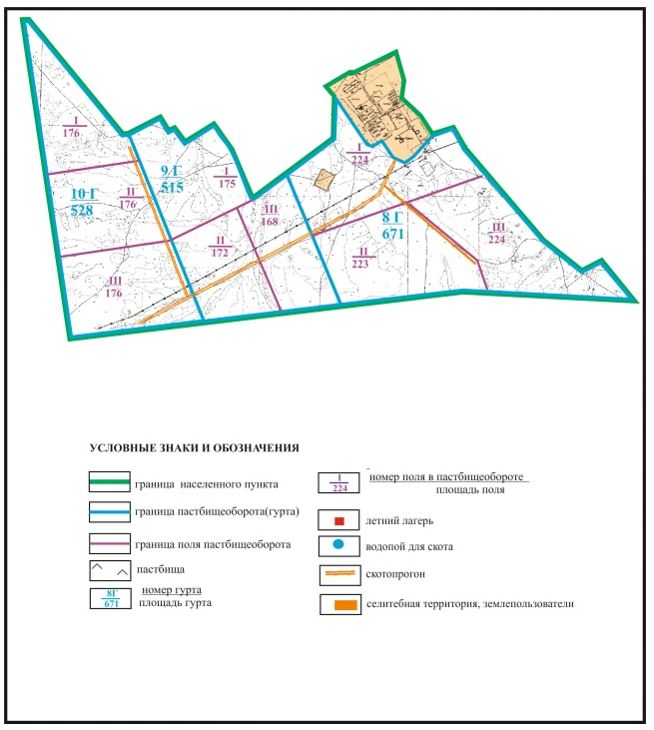 I
176
10 Г
528
II
176
III
176
9 Г
515
I
175
II
172
III
168
I
224
8 Г
671
II
223
III
224
УСЛОВНЫЕ ЗНАКИ И ОБОЗНАЧЕНИЯ
граница населенного пункта
граница пастбищеоборота(гурта)
граница поля пастбищеоборота
пастбища
8Г
671
номер гурта
площадь гурта
I
224
номер поля в пастбищеобороте
площадь поля
летний лагерь
водопой для скота
скотопрогон
селитебная территория, землепользователи